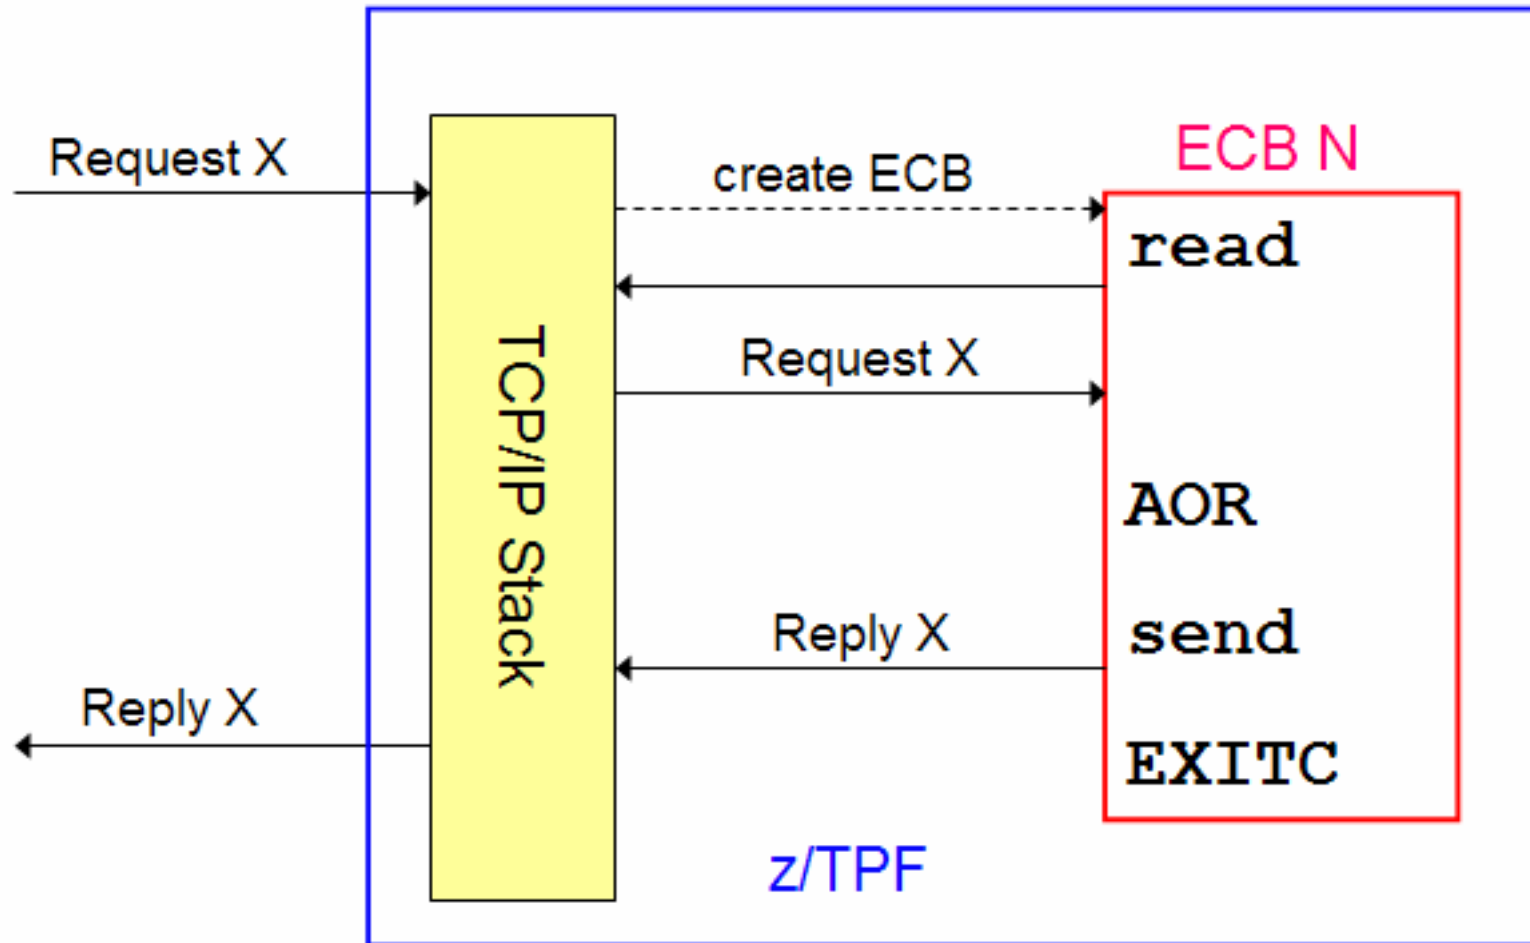 ECB N
Request X
create ECB
read
Request X
TCP/IP Stack
AOR
Reply X
send
Reply X
EXITC
z/TPF